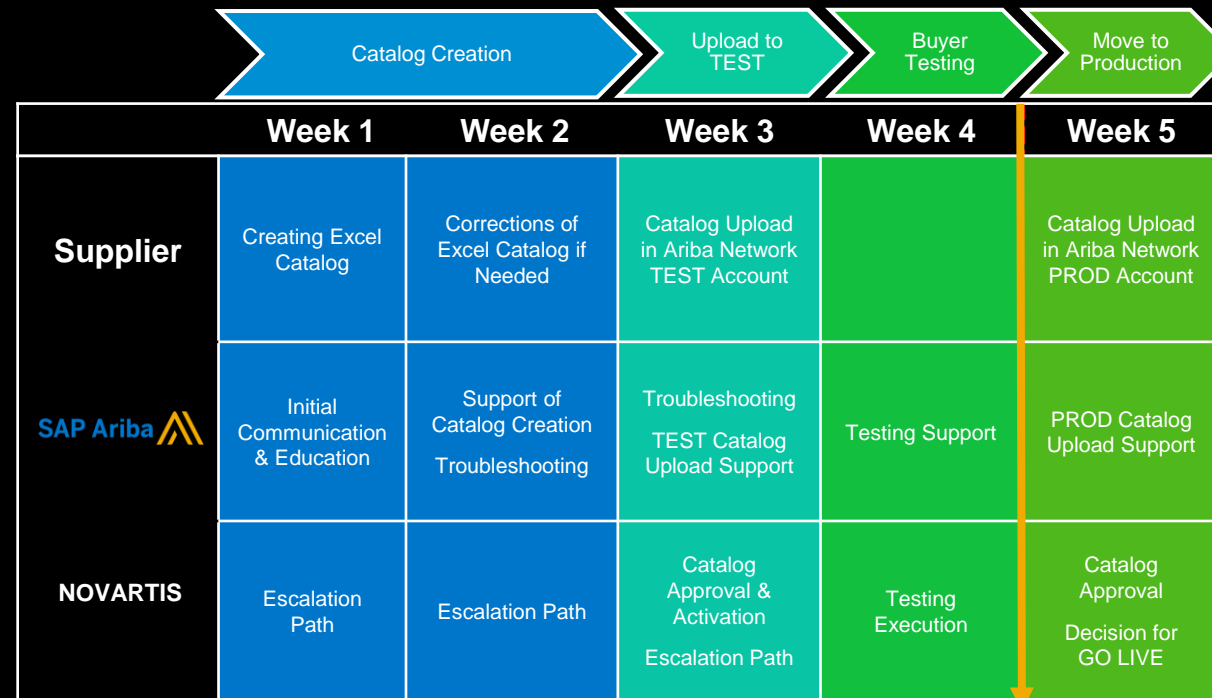 Catalog Creation
Upload to
TEST
Buyer
Testing
Move to
Production
Week 1
Week 2
Week 3
Week 4
Week 5
Supplier
Creating Excel
Catalog
Corrections of
Excel Catalog if
Needed
Catalog Upload
in Ariba Network
TEST Account
Catalog Upload
in Ariba Network
PROD Account
SAP Ariba
Initial
Communication
& Education
Support of
Catalog Creation
Troubleshooting
Troubleshooting
TEST Catalog
Upload Support
Testing Support
PROD Catalog
Upload Support
NOVARTIS
Escalation
Path
Escalation Path
Catalog
Approval &
Activation
Escalation Path
Testing
Execution
Catalog
Approval
Decision for
GO LIVE